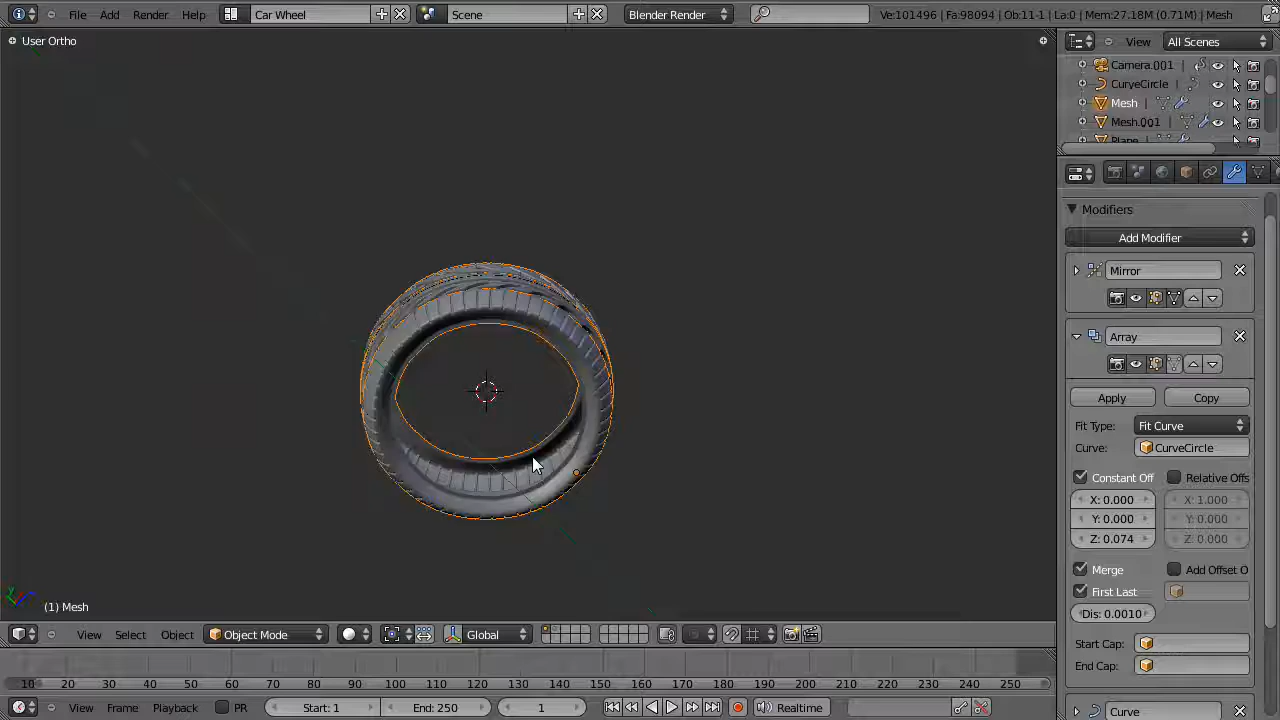 File Add Render Help Car Wheel Scene Blender Render Ve:101496 | Fa:98094 | Ob:11-1 | La:0 | Mem:27.18M (0.71M) | Mesh
User Ortho
View All Scenes
Camera.001
CurveCircle
Mesh
Mesh.001
Plane
Modifiers
Add Modifier
Mirror
Array
Apply Copy
Fit Type: Fit Curve
Curve: CurveCircle
Constant Off Relative Offs
X: 0.000 X: 1.000
Y: 0.000 Y: 0.000
Z: 0.074 Z: 0.000
Merge Add Offset O
First Last
Dis: 0.0010
Start Cap:
End Cap:
Curve
(1) Mesh
View Select Object Object Mode Global
10 20 30 40 50 60 70 80 90 100 110 120 130 140 150 160 170 180 190 200 210 220 230 240 250
View Frame Playback PR Start: 1 End: 250 1 Realtime